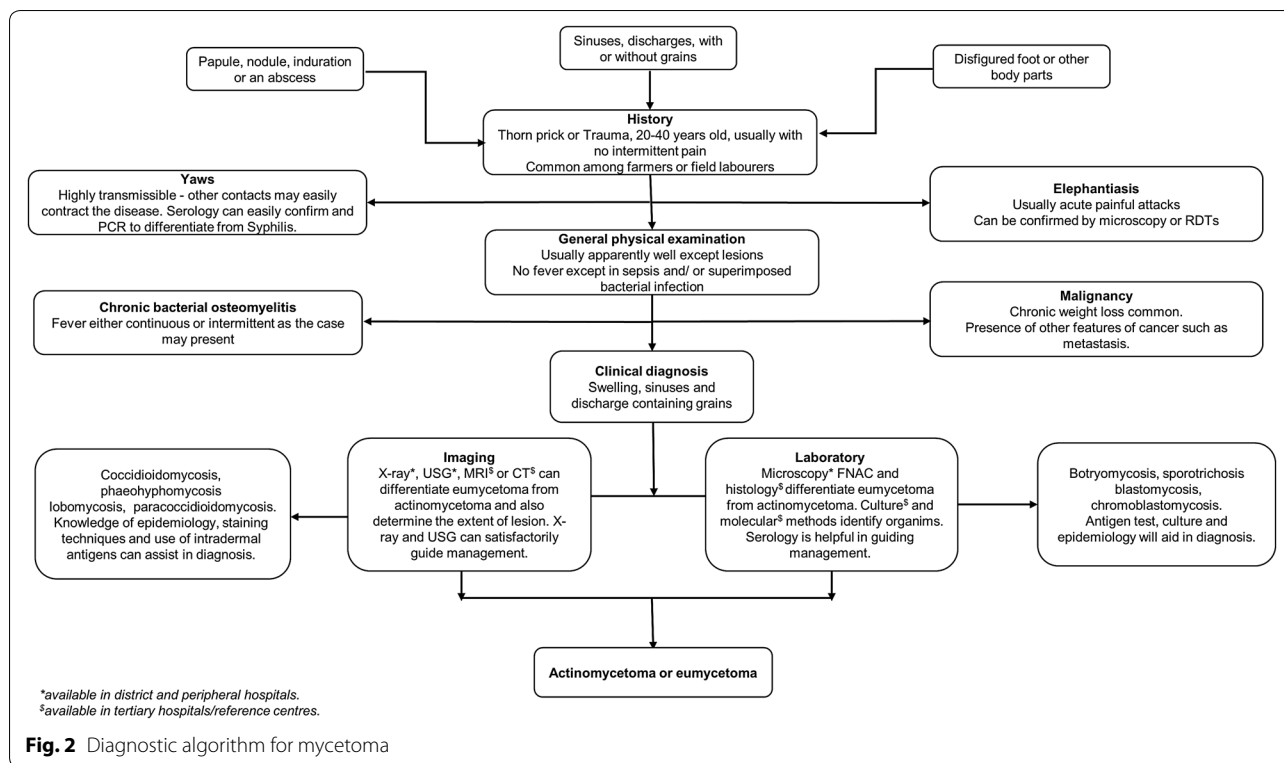 Sinuses, discharges, with
or without grains
Papule, nodule, induration
or an abscess
Disfigured foot or other
body parts
History
Thorn prick or Trauma, 20-40 years old, usually with
no intermittent pain
Common among farmers or field labourers
Yaws
Highly transmissible - other contacts may easily
contract the disease. Serology can easily confirm and
PCR to differentiate from Syphilis.
Elephantiasis
Usually acute painful attacks
Can be confirmed by microscopy or RDTs
General physical examination
Usually apparently well except lesions
No fever except in sepsis and/ or superimposed
bacterial infection
Chronic bacterial osteomyelitis
Fever either continuous or intermittent as the case
may present
Malignancy
Chronic weight loss common.
Presence of other features of cancer such as
metastasis.
Clinical diagnosis
Swelling, sinuses and
discharge containing grains
Coccidioidomycosis,
phaeohyphomycosis
lobomycosis, paracoccidioidomycosis.
Knowledge of epidemiology, staining
techniques and use of intradermal
antigens can assist in diagnosis.
Imaging
X-ray*, USG*, MRI$ or CT$ can
differentiate eumycetoma from
actinomycetoma and also
determine the extent of lesion. X-
ray and USG can satisfactorily
guide management.
Laboratory
Microscopy* FNAC and
histology$ differentiate eumycetoma
from actinomycetoma. Culture$ and
molecular$ methods identify organims.
Serology is helpful in guiding
management.
Botryomycosis, sporotrichosis
blastomycosis,
chromoblastomycosis.
Antigen test, culture and
epidemiology will aid in diagnosis.
Actinomycetoma or eumycetoma
*available in district and peripheral hospitals.
$available in tertiary hospitals/reference centres.
Fig. 2 Diagnostic algorithm for mycetoma